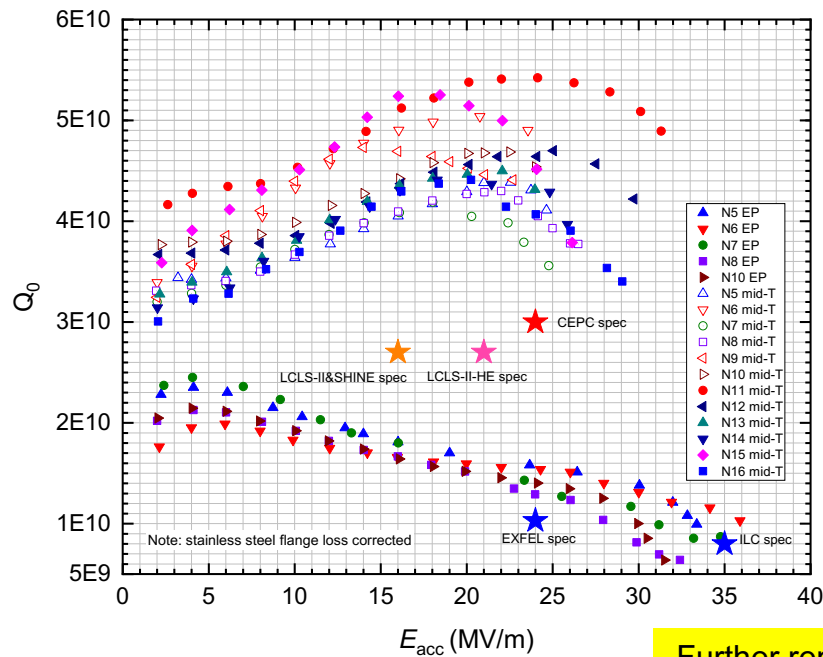 6E10
5E10
4E10
3E10
2E10
1E10
5E9
Q0
0 5 10 15 20 25 30 35 40
Eacc (MV/m)
N5 EP
N6 EP
N7 EP
N8 EP
N10 EP
N5 mid-T
N6 mid-T
N7 mid-T
N8 mid-T
N9 mid-T
N10 mid-T
N11 mid-T
N12 mid-T
N13 mid-T
N14 mid-T
N15 mid-T
N16 mid-T
CEPC spec
LCLS-II&SHINE spec
LCLS-II-HE spec
Note: stainless steel flange loss corrected
EXFEL spec
ILC spec
Further